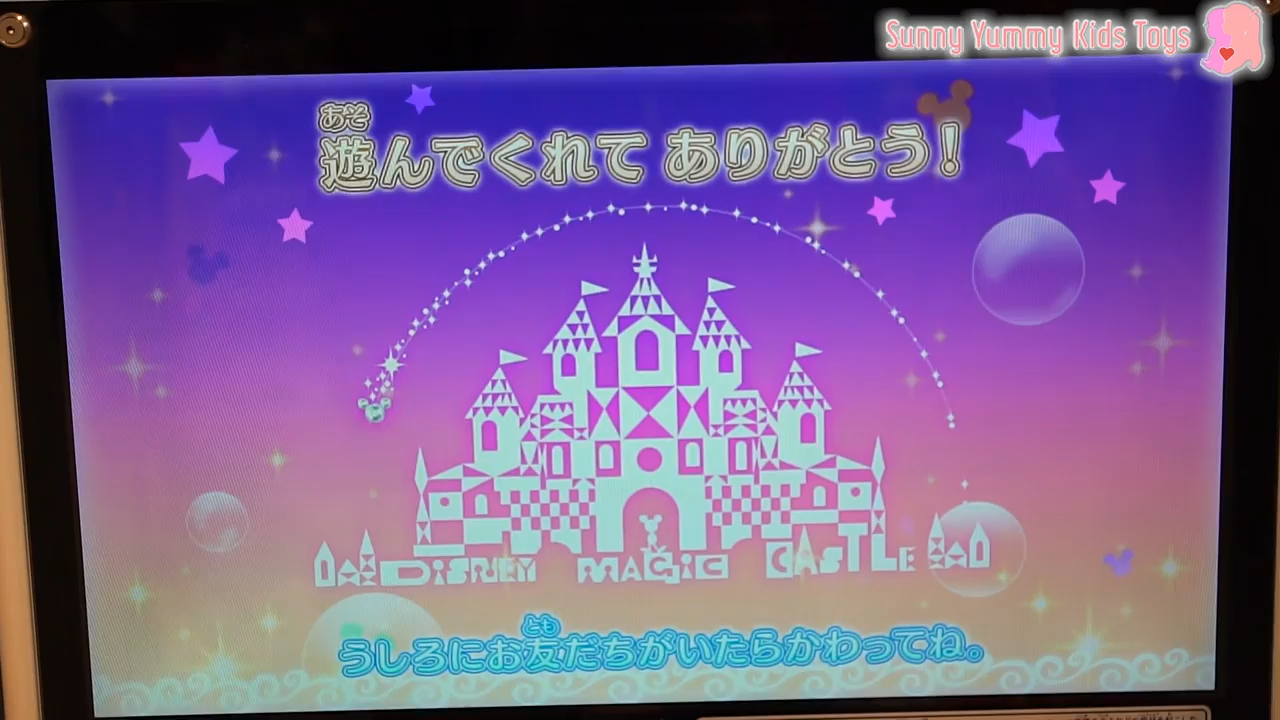 Sunny Yummy Kids Toys
あそ
遊んでくれて ありがとう!
DISNEY MAGIC CASTLE
とも
うしろにお友だちがいたらかわってね。